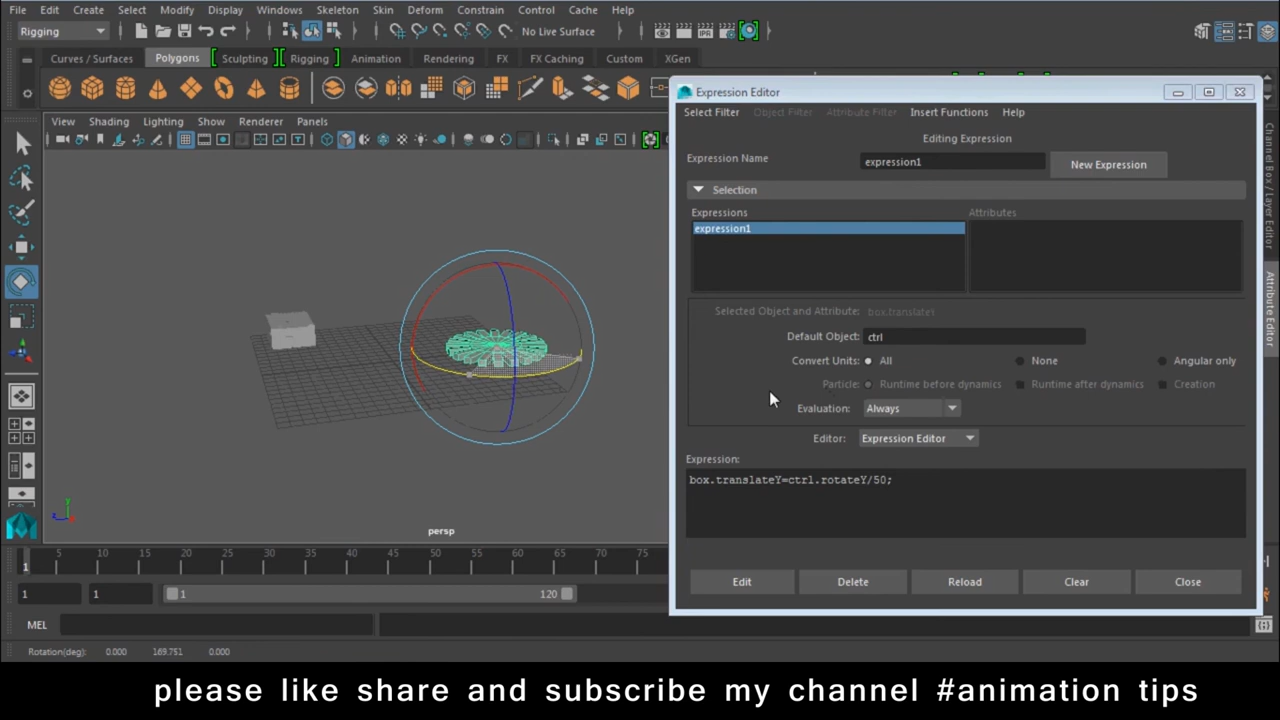 File Edit Create Select Modify Display Windows Skeleton Skin Deform Constrain Control Cache Help
Rigging No Live Surface
Curves / Surfaces Polygons Sculpting Rigging Animation Rendering FX FX Caching Custom XGen
View Shading Lighting Show Renderer Panels
persp
Expression Editor
Select Filter Object Filter Attribute Filter Insert Functions Help
Editing Expression
Expression Name expression1 New Expression
Selection
Expressions Attributes
expression1
Selected Object and Attribute:
Default Object: ctrl
Convert Units: All None Angular only
Particle: Runtime before dynamics Runtime after dynamics Creation
Evaluation: Always
Editor: Expression Editor
Expression:
box.translateY=ctrl.rotateY/50;
Edit Delete Reload Clear Close
Channel Box / Layer Editor
Attribute Editor
5 10 15 20 25 30 35 40 45 50 55 60 65 70 75
1
1 1 1 120
MEL
Rotation(deg): 0.000 169.751 0.000
please like share and subscribe my channel #animation tips